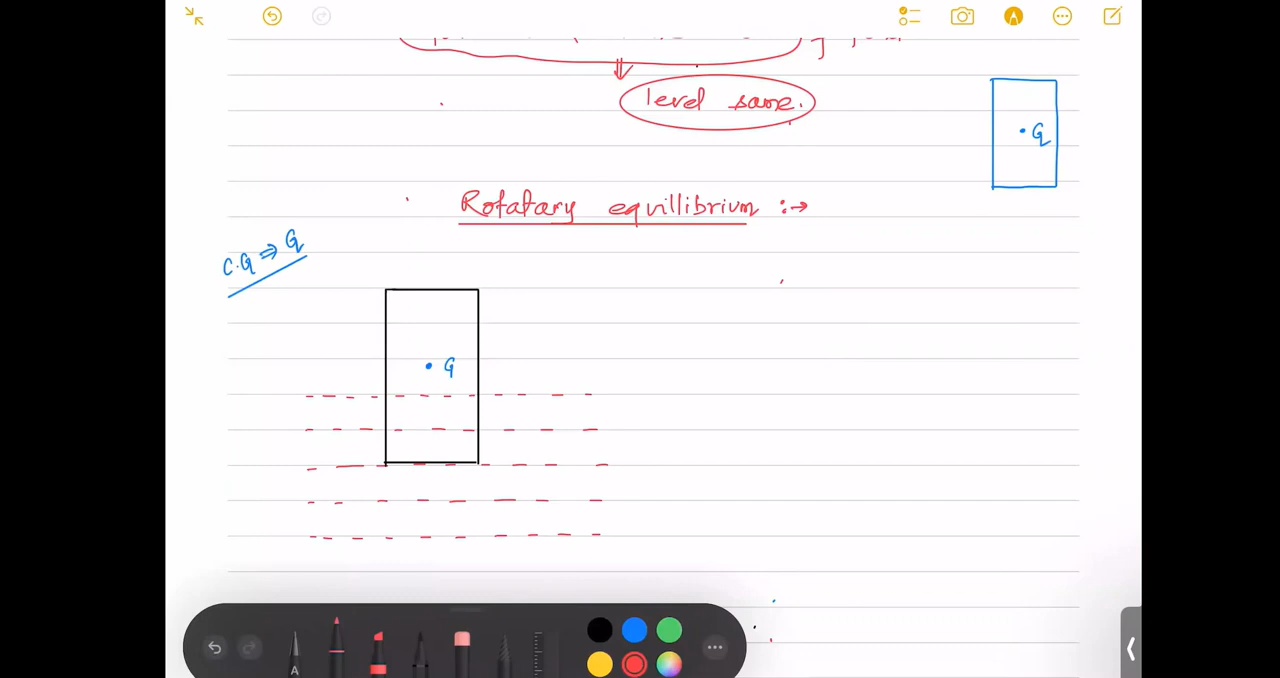 level same.
G
Rotatary equillibrium :→
C.G ⇒ G
G
A